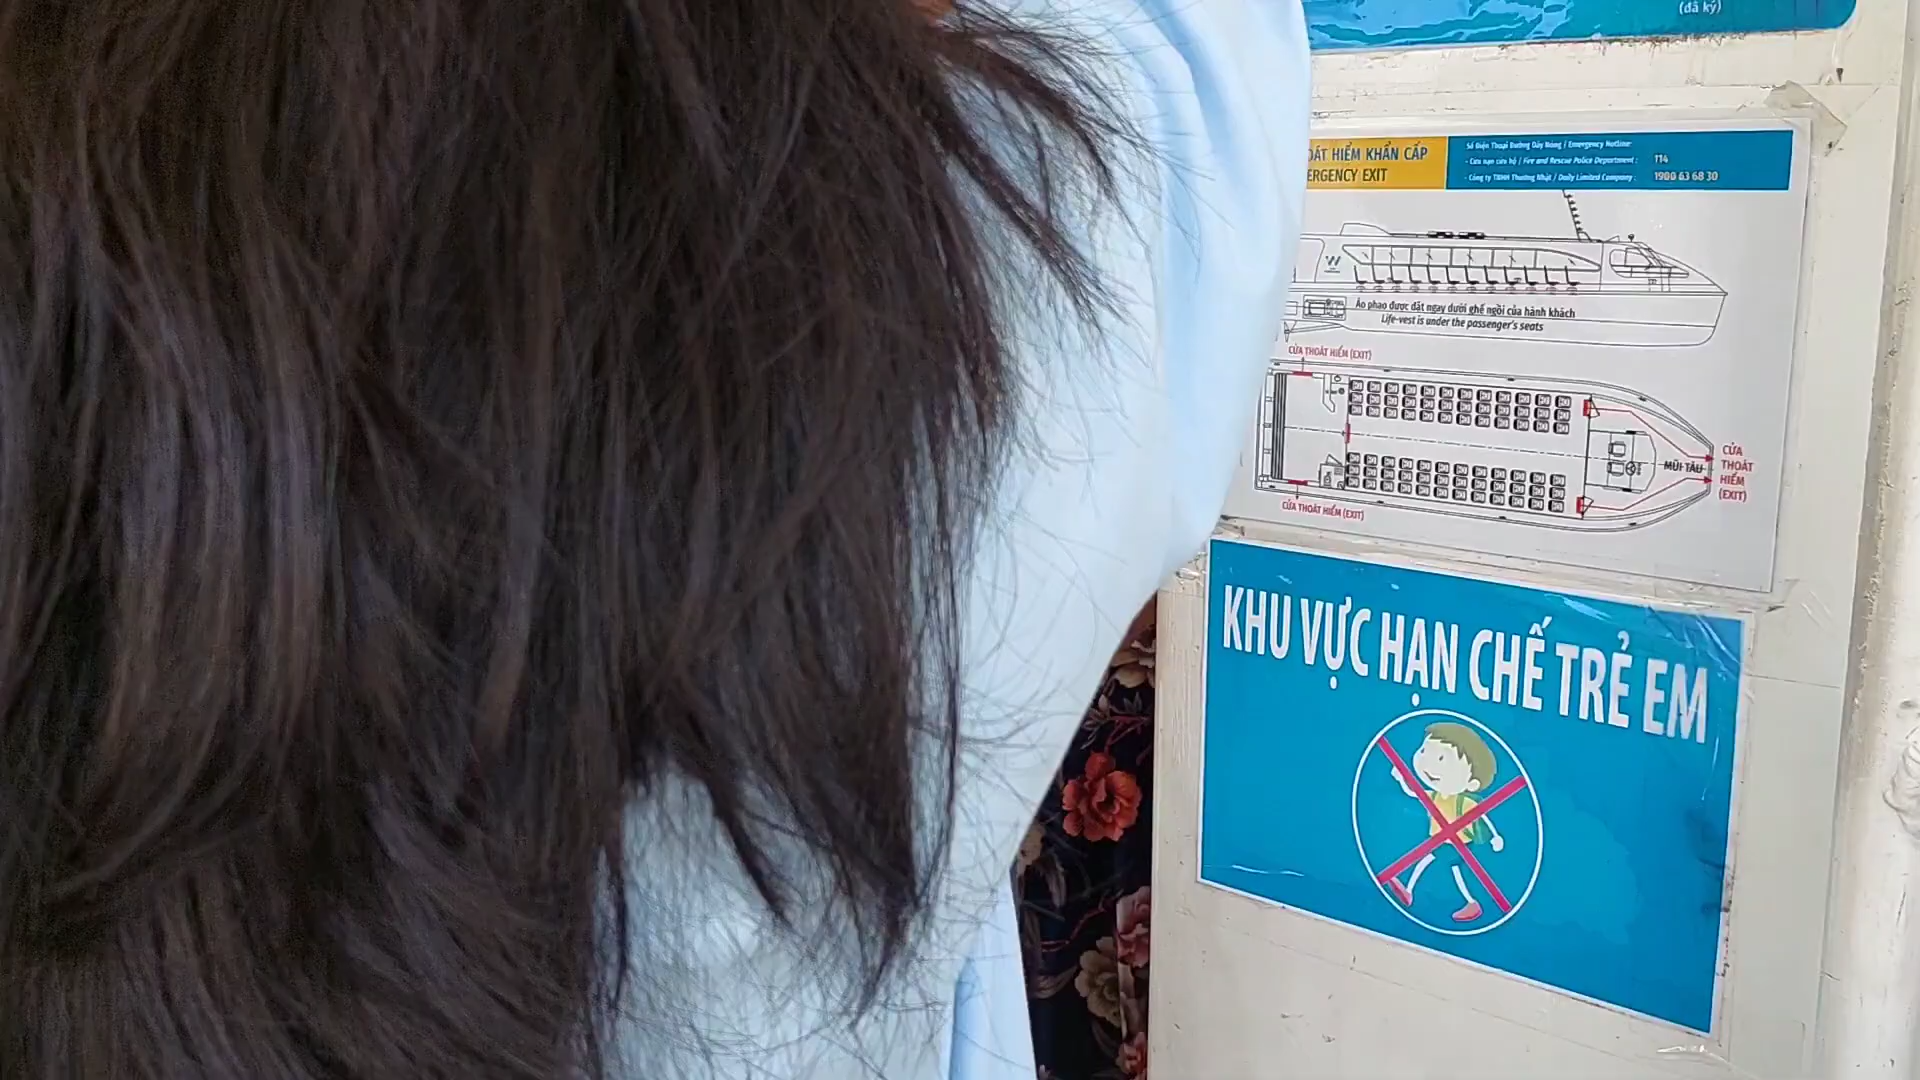 (đã ký)
OÁT HIỂM KHẨN CẤP
ERGENCY EXIT
Số Điện Thoại Đường Dây Nóng / Emergency Hotline:
- Cứu nạn cứu hộ / Fire and Rescue Police Department : 114
- Công ty TNHH Thường Nhật / Daily Limited Company : 1900 63 68 30
Áo phao được đặt ngay dưới ghế ngồi của hành khách
Life-vest is under the passenger's seats
CỬA THOÁT HIỂM (EXIT)
MŨI TÀU
CỬA
THOÁT
HIỂM
(EXIT)
CỬA THOÁT HIỂM (EXIT)
KHU VỰC HẠN CHẾ TRẺ EM